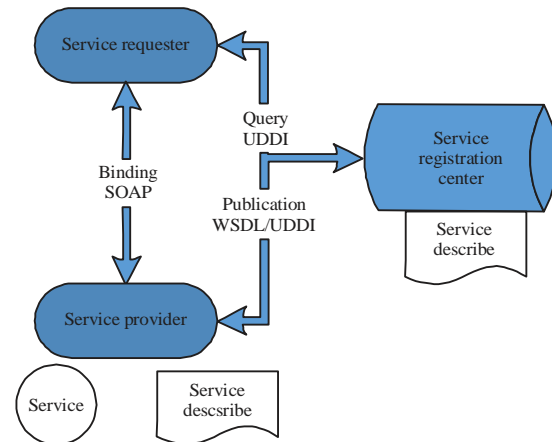 Service requester
Query
UDDI
Binding
SOAP
Service
registration
center
Publication
WSDL/UDDI
Service
describe
Service provider
Service
Service
descsribe